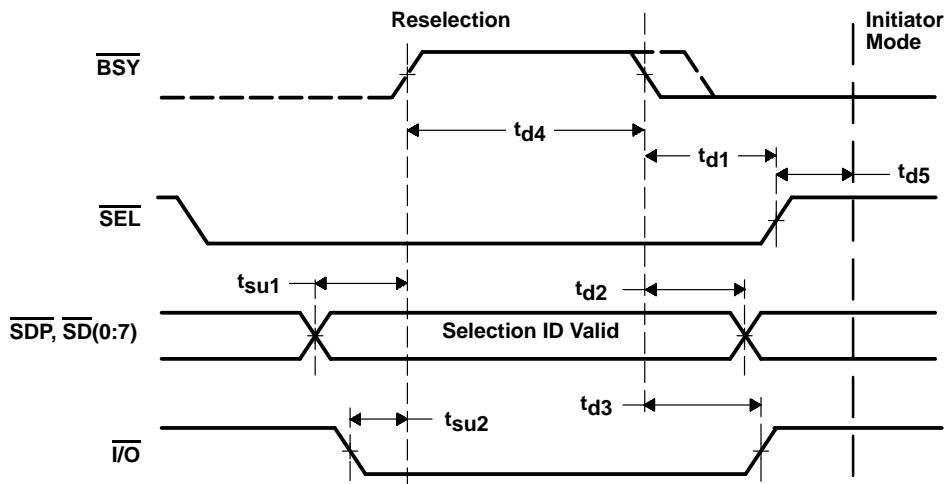 Reselection
Initiator
Mode
BSY
td4
td1
td5
SEL
tsu1
td2
SDP, SD(0:7)
Selection ID Valid
td3
tsu2
I/O